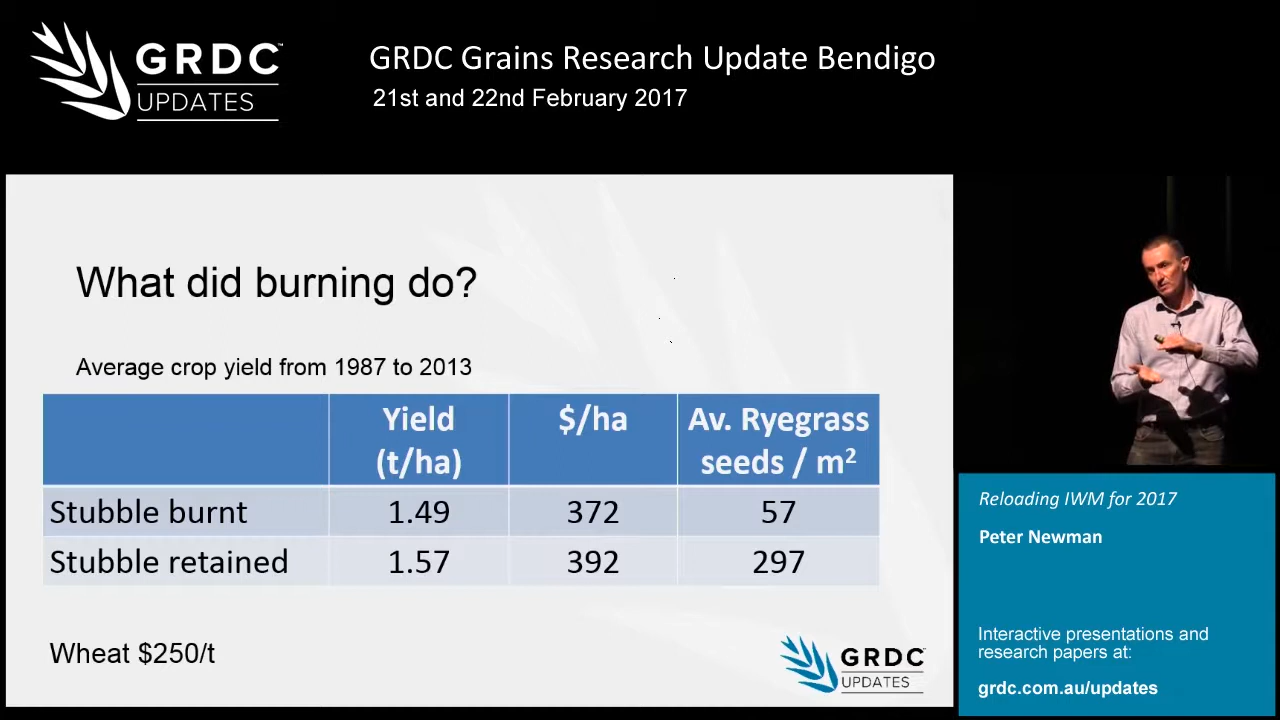 GRDC™
UPDATES
GRDC Grains Research Update Bendigo
21st and 22nd February 2017
What did burning do?
Average crop yield from 1987 to 2013
Yield (t/ha) $/ha Av. Ryegrass seeds / m²
Stubble burnt 1.49 372 57
Stubble retained 1.57 392 297
Wheat $250/t
GRDC™
UPDATES
Reloading IWM for 2017
Peter Newman
Interactive presentations and
research papers at:
grdc.com.au/updates